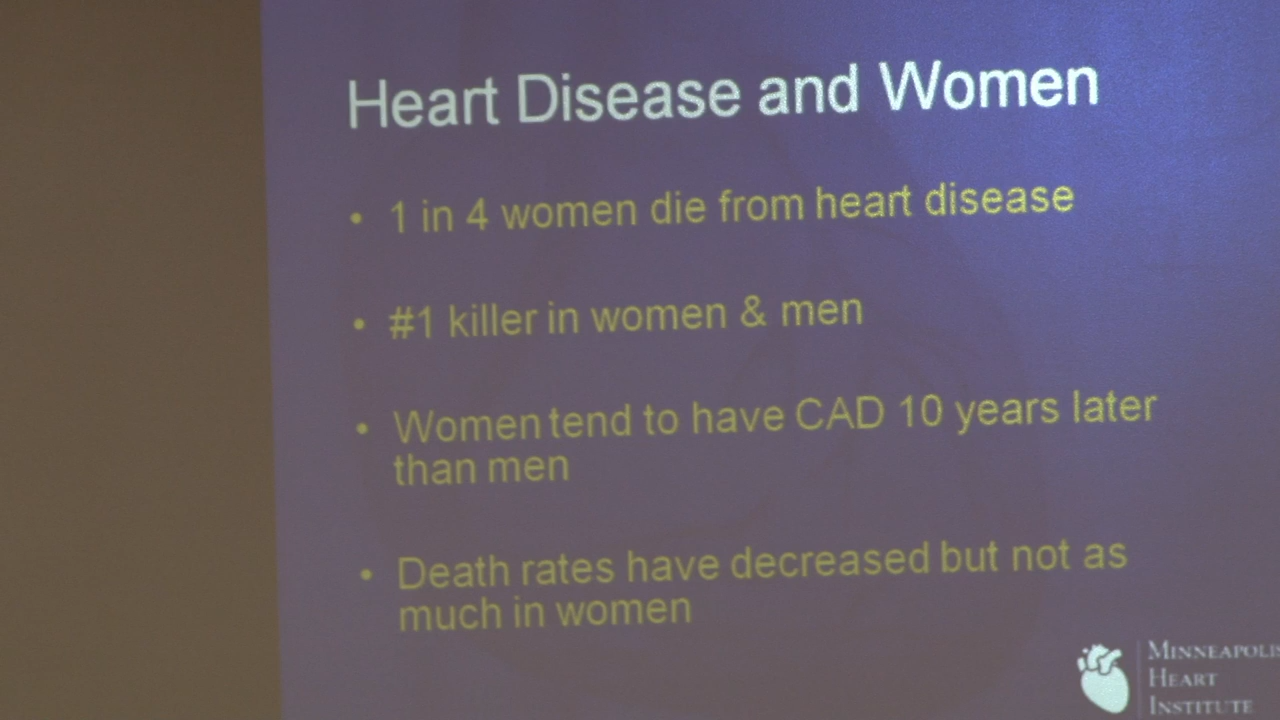 Heart Disease and Women
• 1 in 4 women die from heart disease
• #1 killer in women & men
• Women tend to have CAD 10 years later
than men
• Death rates have decreased but not as
much in women
MINNEAPOLIS
HEART
INSTITUTE